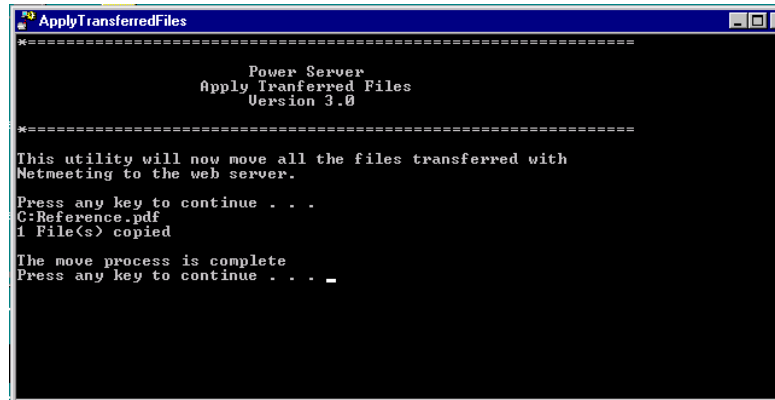 ApplyTransferredFiles
*==============================================================
Power Server
Apply Tranferred Files
Version 3.0
*==============================================================
This utility will now move all the files transferred with
Netmeeting to the web server.
Press any key to continue . . .
C:Reference.pdf
1 File(s) copied
The move process is complete
Press any key to continue . . . _